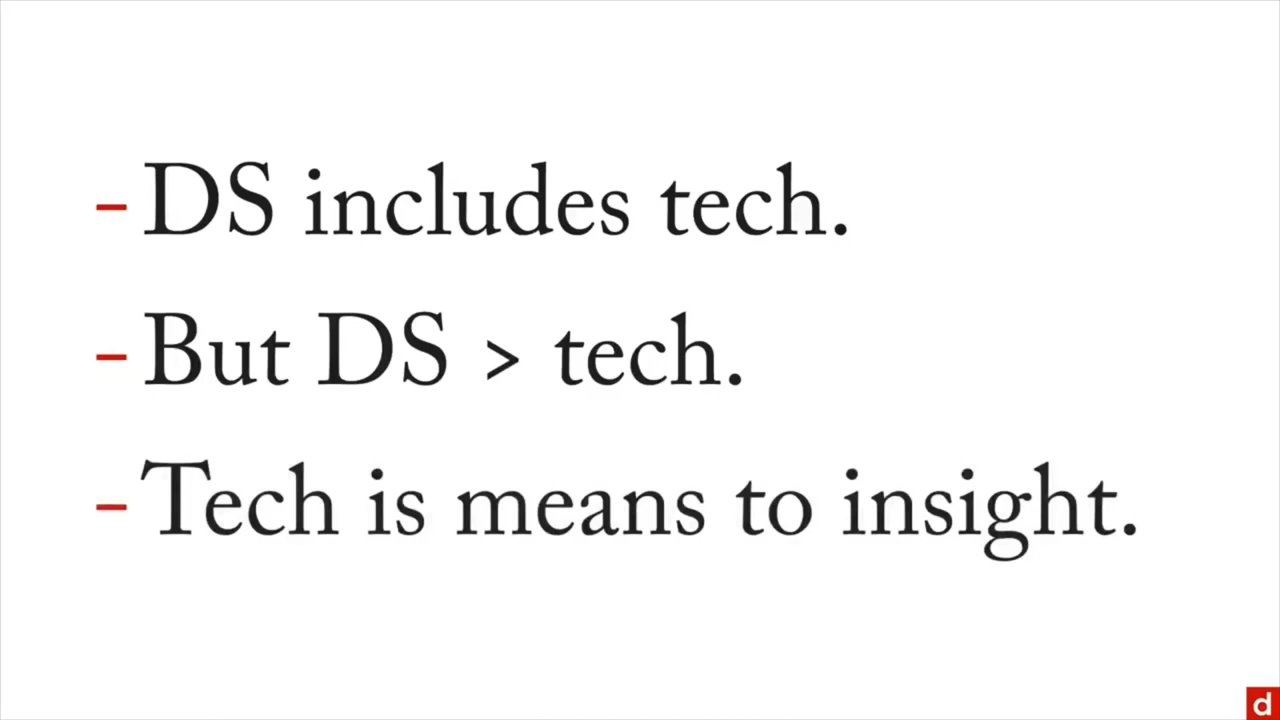 - DS includes tech.
- But DS > tech.
- Tech is means to insight.
d